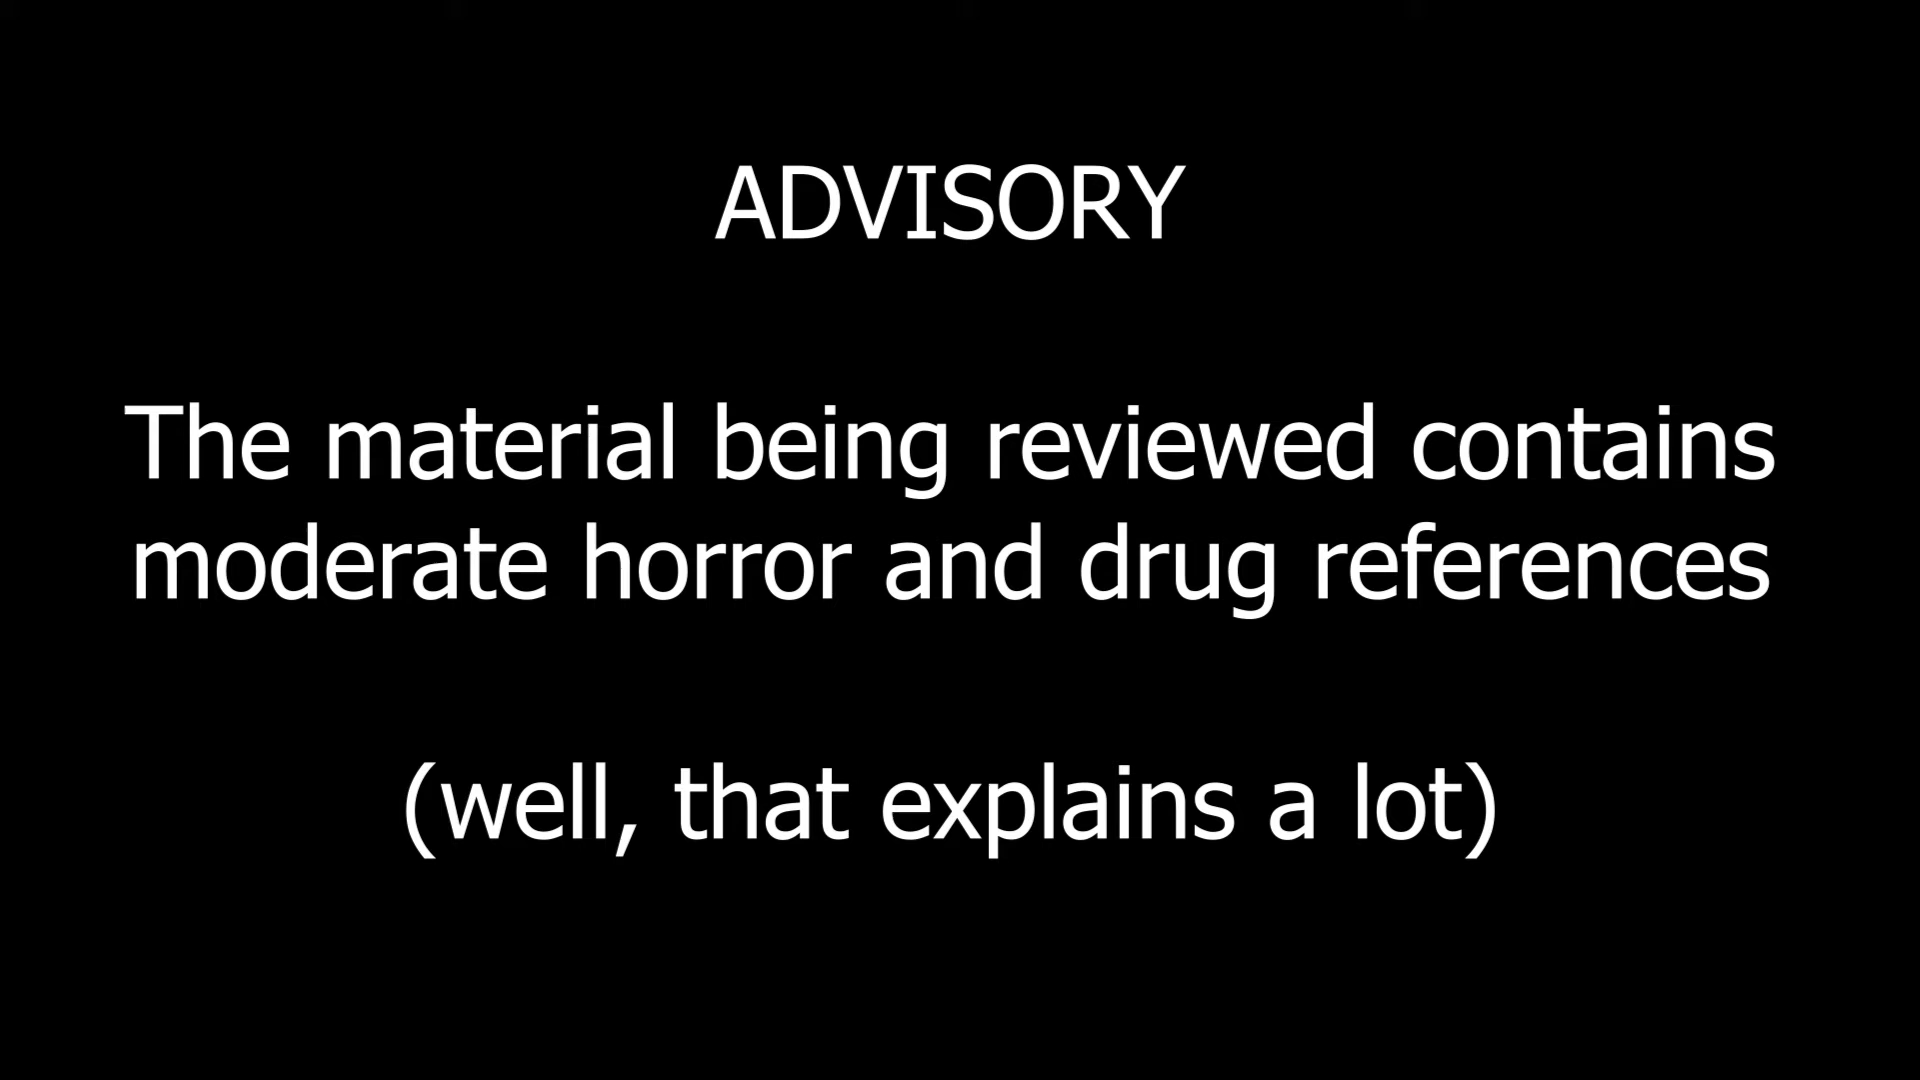 ADVISORY
The material being reviewed contains
moderate horror and drug references
(well, that explains a lot)